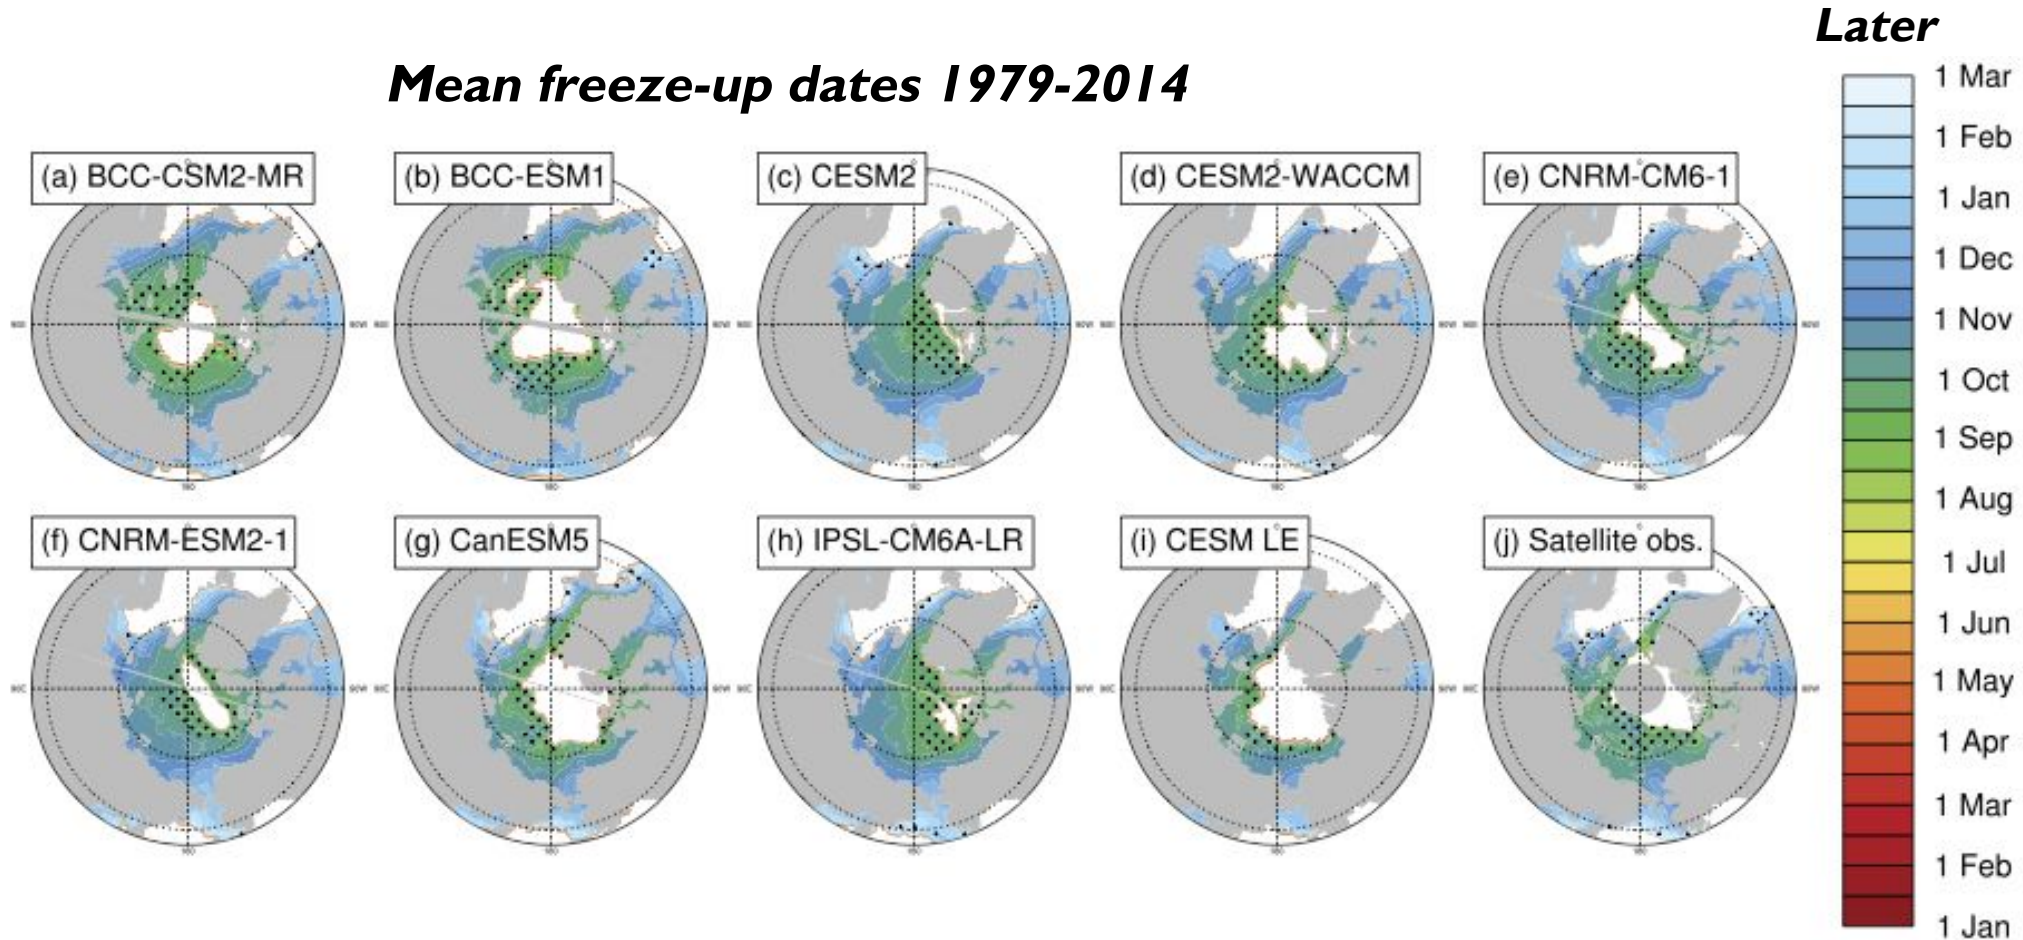 Later
Mean freeze-up dates 1979-2014
1 Mar
1 Feb
1 Jan
1 Dec
1 Nov
1 Oct
1 Sep
1 Aug
1 Jul
1 Jun
1 May
1 Apr
1 Mar
1 Feb
1 Jan
(a) BCC-CSM2-MR
(b) BCC-ESM1
(c) CESM2
(d) CESM2-WACCM
(e) CNRM-CM6-1
(f) CNRM-ESM2-1
(g) CanESM5
(h) IPSL-CM6A-LR
(i) CESM LE
(j) Satellite obs.